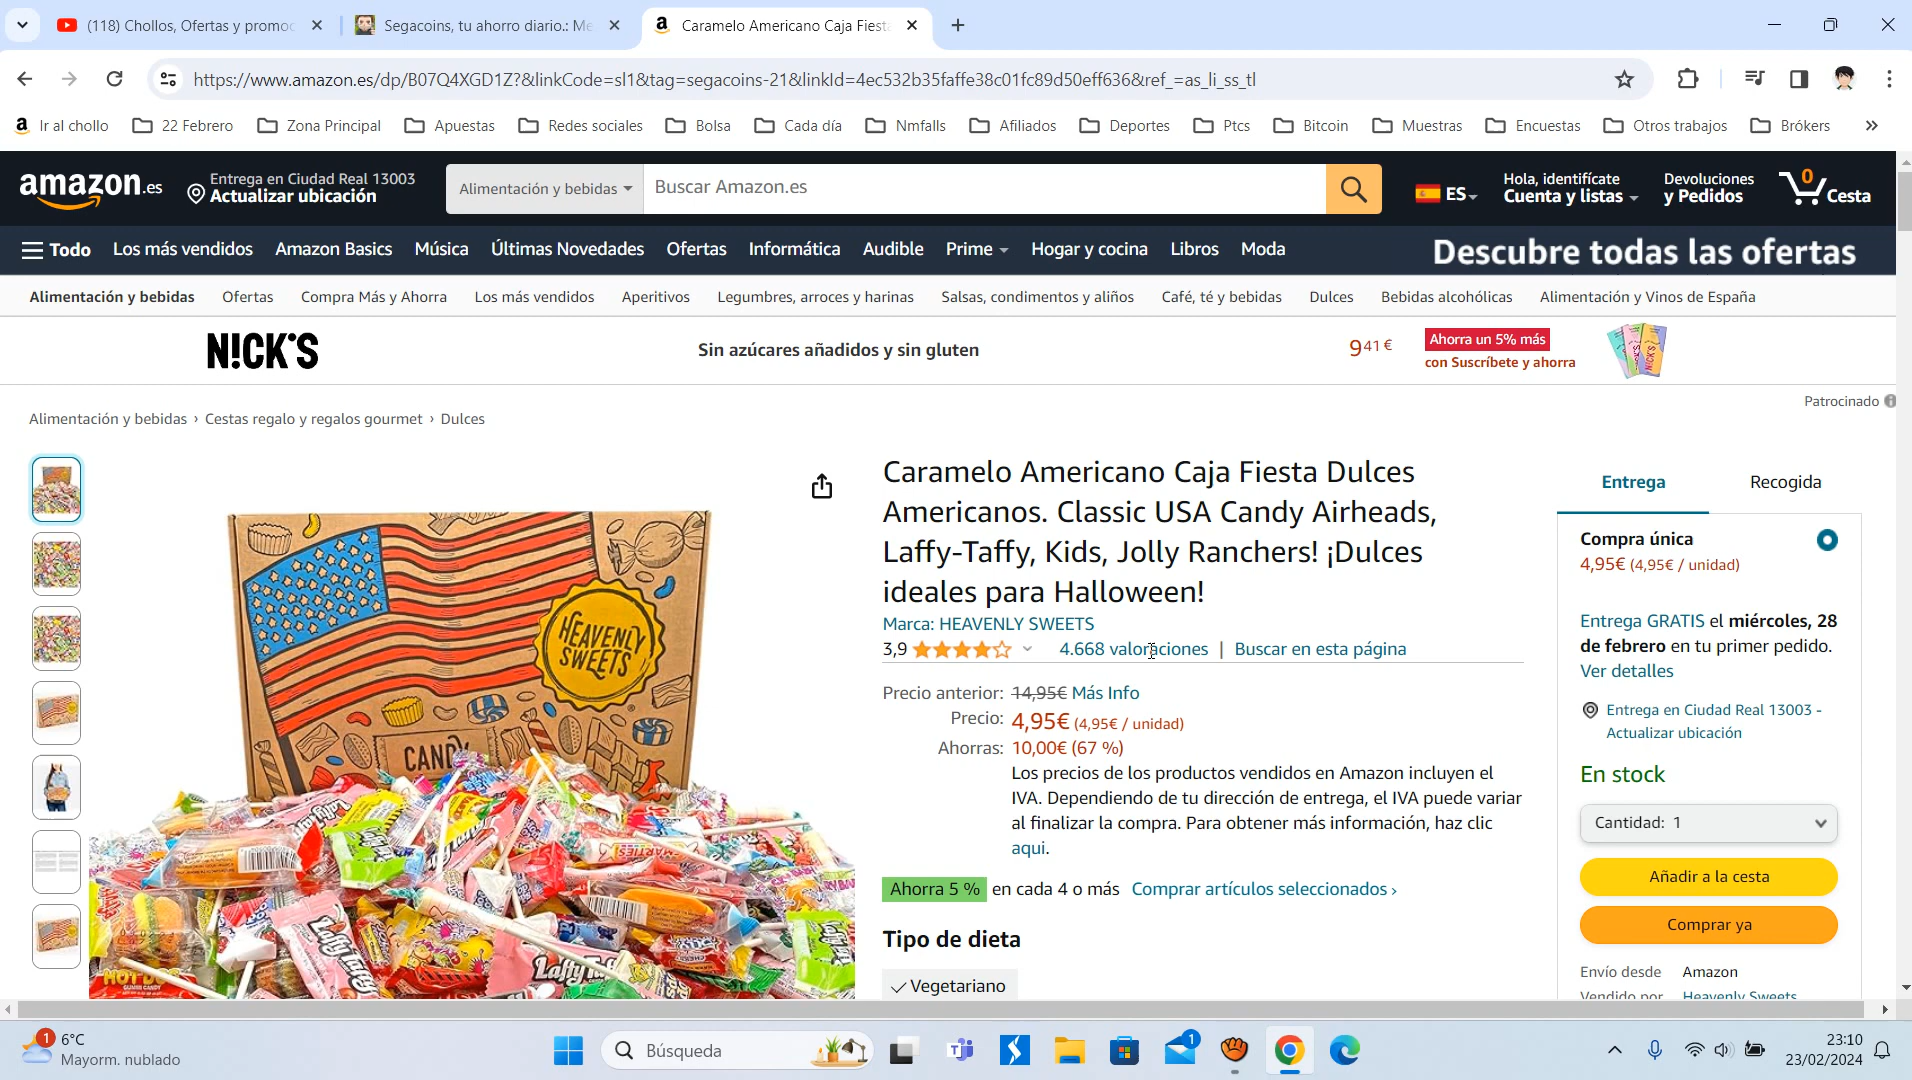 (118) Chollos, Ofertas y promoc
Segacoins, tu ahorro diario.: Me
Caramelo Americano Caja Fiesta
https://www.amazon.es/dp/B07Q4XGD1Z?&linkCode=sl1&tag=segacoins-21&linkId=4ec532b35faffe38c01fc89d50eff636&ref_=as_li_ss_tl
Ir al chollo 22 Febrero Zona Principal Apuestas Redes sociales Bolsa Cada día Nmfalls Afiliados Deportes Ptcs Bitcoin Muestras Encuestas Otros trabajos Brókers »
amazon.es
Entrega en Ciudad Real 13003
Actualizar ubicación
Alimentación y bebidas
Buscar Amazon.es
ES
Hola, identifícate
Cuenta y listas
Devoluciones
y Pedidos
0
Cesta
Todo Los más vendidos Amazon Basics Música Últimas Novedades Ofertas Informática Audible Prime Hogar y cocina Libros Moda
Descubre todas las ofertas
Alimentación y bebidas Ofertas Compra Más y Ahorra Los más vendidos Aperitivos Legumbres, arroces y harinas Salsas, condimentos y aliños Café, té y bebidas Dulces Bebidas alcohólicas Alimentación y Vinos de España
N!CK'S
Sin azúcares añadidos y sin gluten
9 41 €
Ahorra un 5% más
con Suscríbete y ahorra
Patrocinado
Alimentación y bebidas › Cestas regalo y regalos gourmet › Dulces
HEAVENLY
SWEETS
CANDY
Laffy Taffy
HOT DOG
Caramelo Americano Caja Fiesta Dulces
Americanos. Classic USA Candy Airheads,
Laffy-Taffy, Kids, Jolly Ranchers! ¡Dulces
ideales para Halloween!
Marca: HEAVENLY SWEETS
3,9 4.668 valoraciones | Buscar en esta página
Precio anterior: 14,95€ Más Info
Precio: 4,95€ (4,95€ / unidad)
Ahorras: 10,00€ (67 %)
Los precios de los productos vendidos en Amazon incluyen el
IVA. Dependiendo de tu dirección de entrega, el IVA puede variar
al finalizar la compra. Para obtener más información, haz clic
aqui.
Ahorra 5 % en cada 4 o más Comprar artículos seleccionados ›
Tipo de dieta
Vegetariano
Entrega Recogida
Compra única
4,95€ (4,95€ / unidad)
Entrega GRATIS el miércoles, 28
de febrero en tu primer pedido.
Ver detalles
Entrega en Ciudad Real 13003 -
Actualizar ubicación
En stock
Cantidad: 1
Añadir a la cesta
Comprar ya
Envío desde Amazon
Vendido por Heavenly Sweets
1
6°C
Mayorm. nublado
Búsqueda
1
23:10
23/02/2024